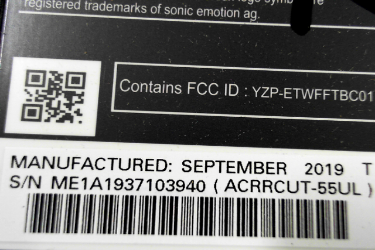 registered trademarks of sonic emotion ag.
Contains FCC ID : YZP-ETWFFTBC01
MANUFACTURED: SEPTEMBER 2019 T
S/N ME1A1937103940 ( ACRRCUT-55UL )